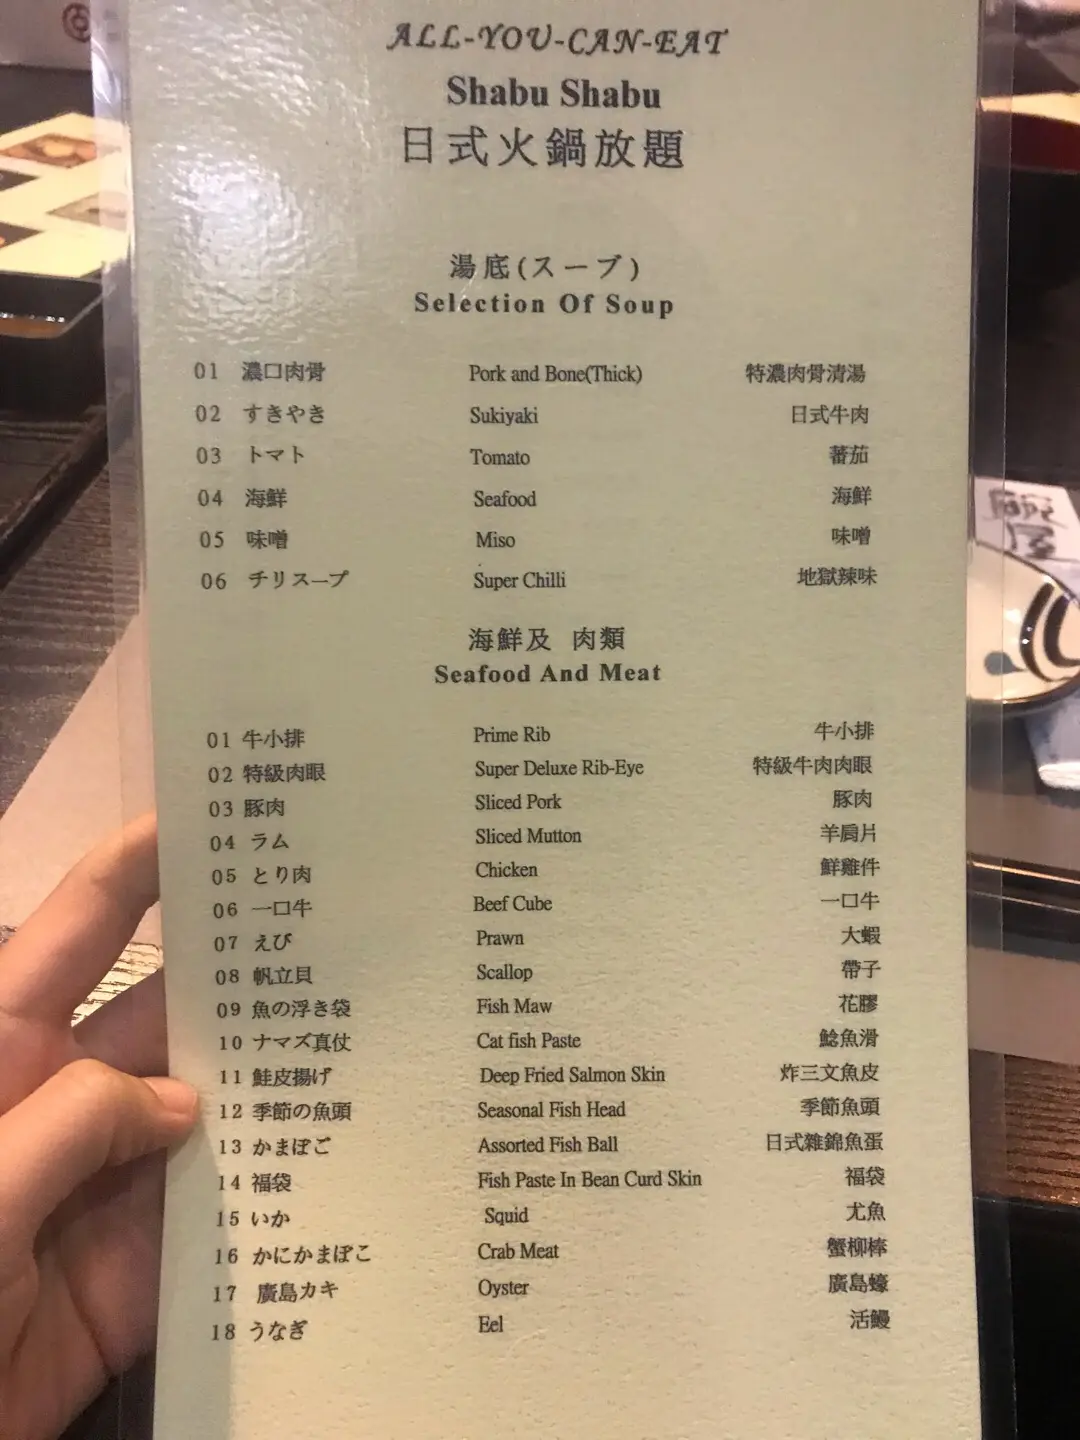 ALL-YOU-CAN-EAT
Shabu Shabu
日式火鍋放題
湯底(スープ)
Selection Of Soup
01 濃口肉骨 Pork and Bone(Thick) 特濃肉骨清湯
02 すきやき Sukiyaki 日式牛肉
03 トマト Tomato 蕃茄
04 海鮮 Seafood 海鮮
05 味噌 Miso 味噌
06 チリスープ Super Chilli 地獄辣味
海鮮及 肉類
Seafood And Meat
01 牛小排 Prime Rib 牛小排
02 特級肉眼 Super Deluxe Rib-Eye 特級牛肉肉眼
03 豚肉 Sliced Pork 豚肉
04 ラム Sliced Mutton 羊肩片
05 とり肉 Chicken 鮮雞件
06 一口牛 Beef Cube 一口牛
07 えび Prawn 大蝦
08 帆立貝 Scallop 帶子
09 魚の浮き袋 Fish Maw 花膠
10 ナマズ真仗 Cat fish Paste 鯰魚滑
11 鮭皮揚げ Deep Fried Salmon Skin 炸三文魚皮
12 季節の魚頭 Seasonal Fish Head 季節魚頭
13 かまぼご Assorted Fish Ball 日式雜錦魚蛋
14 福袋 Fish Paste In Bean Curd Skin 福袋
15 いか Squid 尤魚
16 かにかまぼこ Crab Meat 蟹柳棒
17 廣島カキ Oyster 廣島蠔
18 うなぎ Eel 活鰻